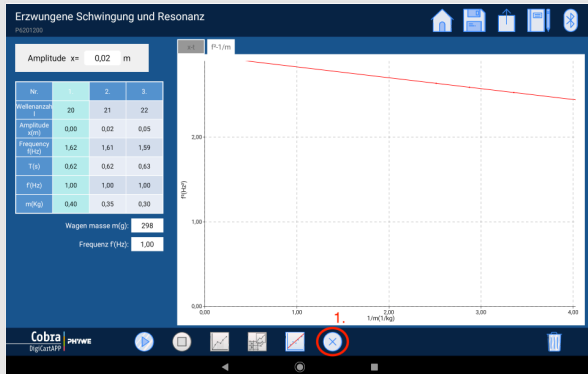 Erzwungene Schwingung und Resonanz
P6201200
Amplitude x= 0,02 m
x-t f²-1/m
Nr. 1. 2. 3.
Wellenanzahl 20 21 22
Amplitude x(m) 0,00 0,02 0,05
Frequency f(Hz) 1,62 1,61 1,59
T(s) 0,62 0,62 0,63
f'(Hz) 1,00 1,00 1,00
m(Kg) 0,40 0,35 0,30
Wagen masse m(g): 298
Frequenz f'(Hz): 1,00
f²(Hz²)
2,00
1,00
0,00
0,00 1,00 2,00 3,00 4,00
1/m(1/kg)
1.
Cobra PHYWE
DigiCartAPP